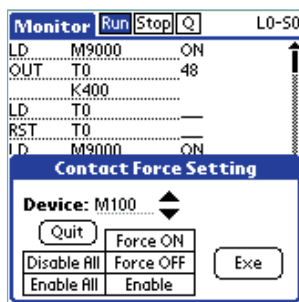 Monitor Run Stop Q L0-S0
LD M9000 ON
OUT T0 48
K400
LD T0
RST T0
LD M9000 ON
Contact Force Setting
Device: M100
Quit Force ON
Disable All Force OFF Exe
Enable All Enable